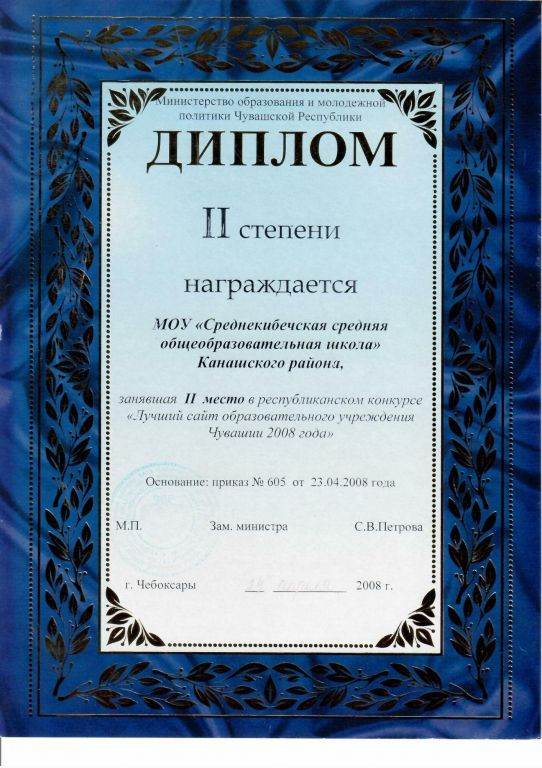 Министерство образования и молодежной
политики Чувашской Республики
ДИПЛОМ
II степени
награждается
МОУ «Среднекибечская средняя
общеобразовательная школа»
Канашского района,
занявшая II место в республиканском конкурсе
«Лучший сайт образовательного учреждения
Чувашии 2008 года»
Основание: приказ № 605 от 23.04.2008 года
М.П. Зам. министра С.В.Петрова
г. Чебоксары апреля 2008 г.